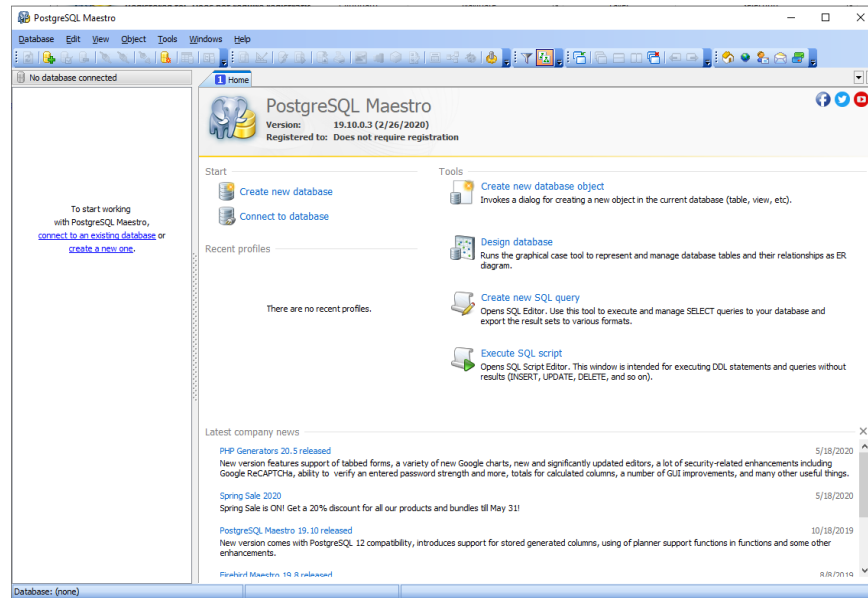 PostgreSQL Maestro
Database Edit View Object Tools Windows Help
No database connected
1 Home
PostgreSQL Maestro
Version: 19.10.0.3 (2/26/2020)
Registered to: Does not require registration
To start working
with PostgreSQL Maestro,
connect to an existing database or
create a new one.
Start
Create new database
Connect to database
Recent profiles
There are no recent profiles.
Tools
Create new database object
Invokes a dialog for creating a new object in the current database (table, view, etc).
Design database
Runs the graphical case tool to represent and manage database tables and their relationships as ER
diagram.
Create new SQL query
Opens SQL Editor. Use this tool to execute and manage SELECT queries to your database and
export the result sets to various formats.
Execute SQL script
Opens SQL Script Editor. This window is intended for executing DDL statements and queries without
results (INSERT, UPDATE, DELETE, and so on).
Latest company news
PHP Generators 20.5 released 5/18/2020
New version features support of tabbed forms, a variety of new Google charts, new and significantly updated editors, a lot of security-related enhancements including
Google ReCAPTCHa, ability to verify an entered password strength and more, totals for calculated columns, a number of GUI improvements, and many other useful things.
Spring Sale 2020 5/18/2020
Spring Sale is ON! Get a 20% discount for all our products and bundles till May 31!
PostgreSQL Maestro 19.10 released 10/18/2019
New version comes with PostgreSQL 12 compatibility, introduces support for stored generated columns, using of planner support functions in functions and some other
enhancements.
Firebird Maestro 19.8 released 8/8/2019
Database: (none)